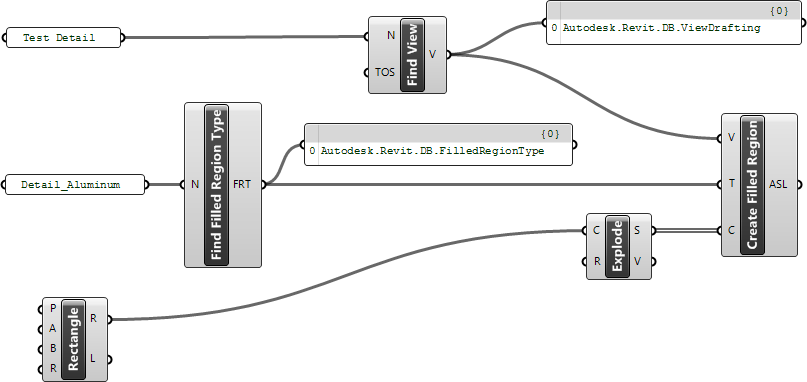 {0}
Test Detail
N
TOS
Find View
V
0 Autodesk.Revit.DB.ViewDrafting
Detail_Aluminum
N
Find Filled Region Type
FRT
{0}
0 Autodesk.Revit.DB.FilledRegionType
V
T
C
Create Filled Region
ASL
C
R
Explode
S
V
P
A
B
R
Rectangle
R
L